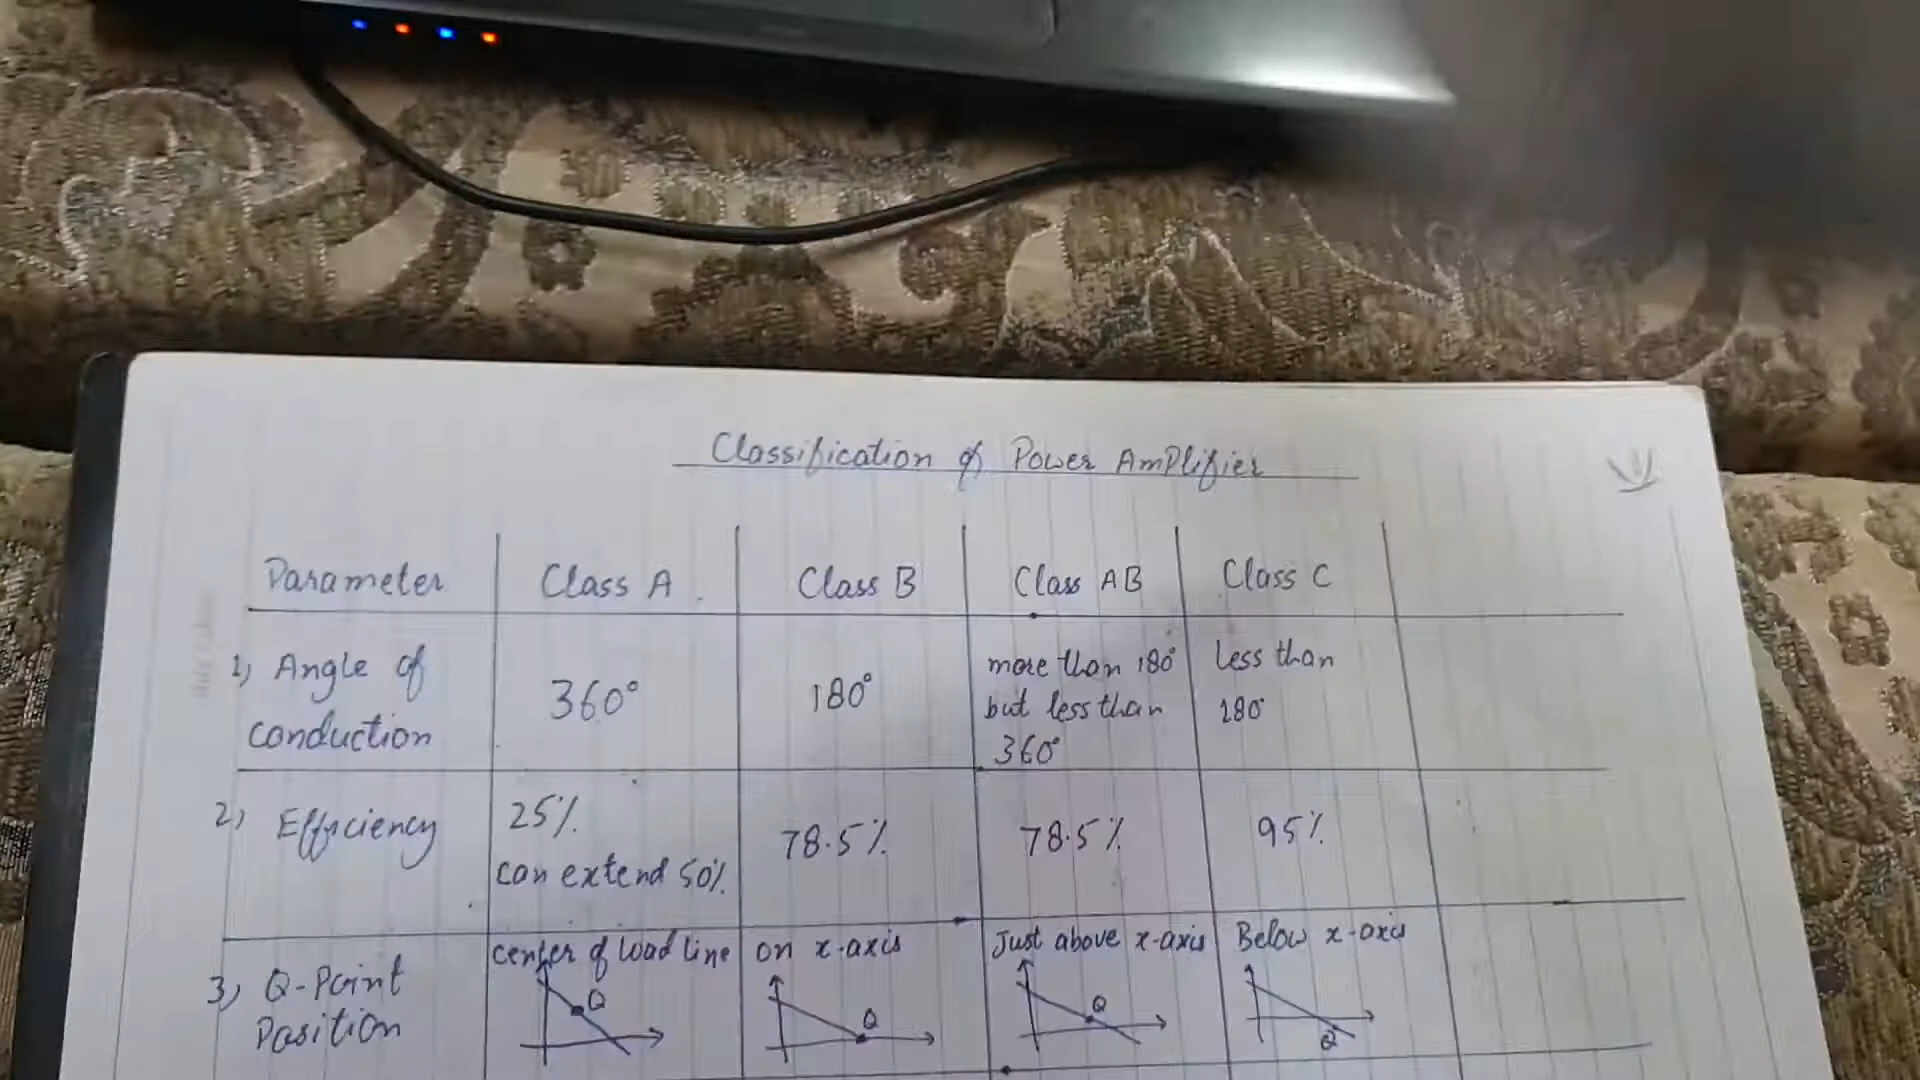 Classification of Power Amplifier
Parameter Class A Class B Class AB Class C
1) Angle of conduction
360°
180°
more than 180°
but less than
360°
less than
180°
2) Efficiency
25%
can extend 50%
78.5%
78.5%
95%
3) Q-Point
Position
center of load line
Q
on x-axis
Q
Just above x-axis
Q
Below x-axis
Q